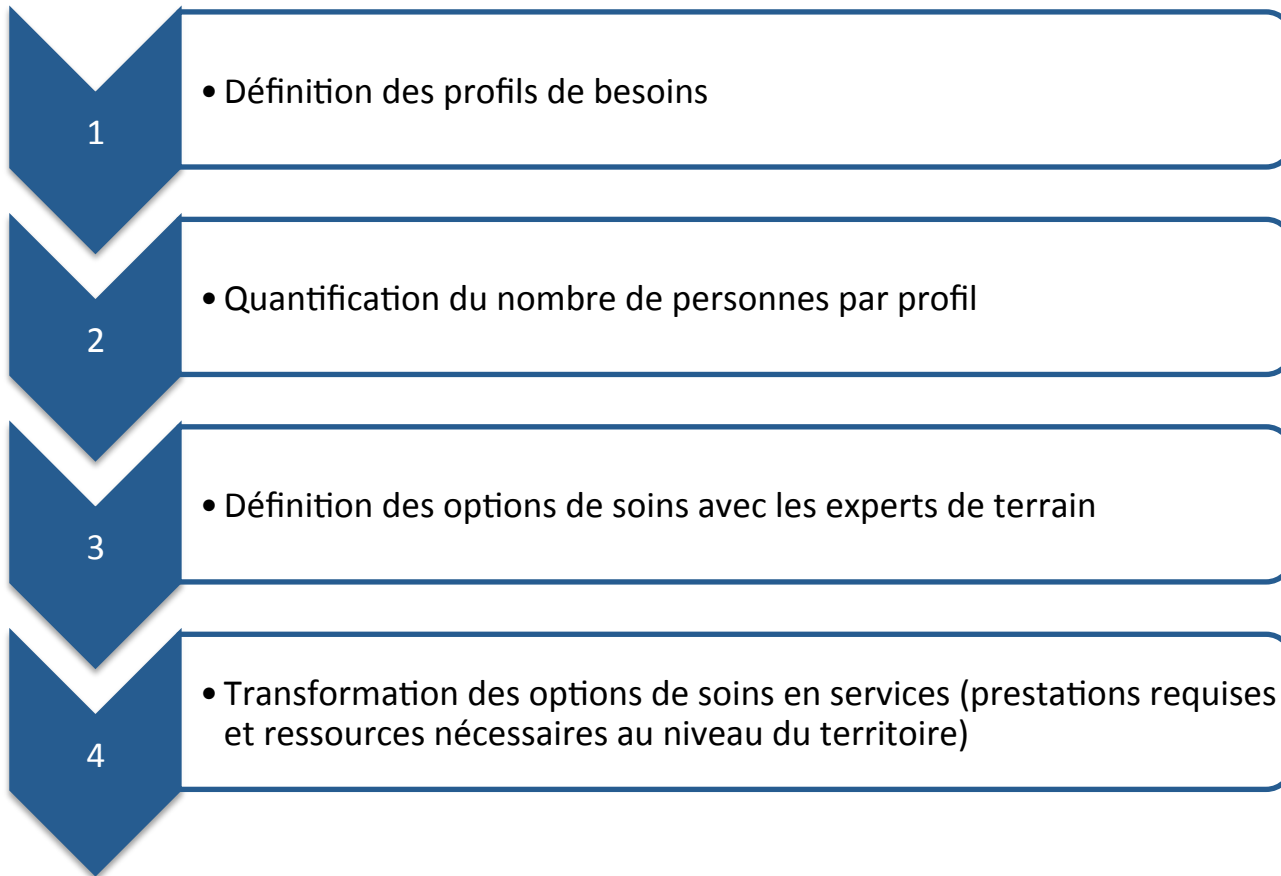 1
• Définition des profils de besoins
2
• Quantification du nombre de personnes par profil
3
• Définition des options de soins avec les experts de terrain
4
• Transformation des options de soins en services (prestations requises
et ressources nécessaires au niveau du territoire)